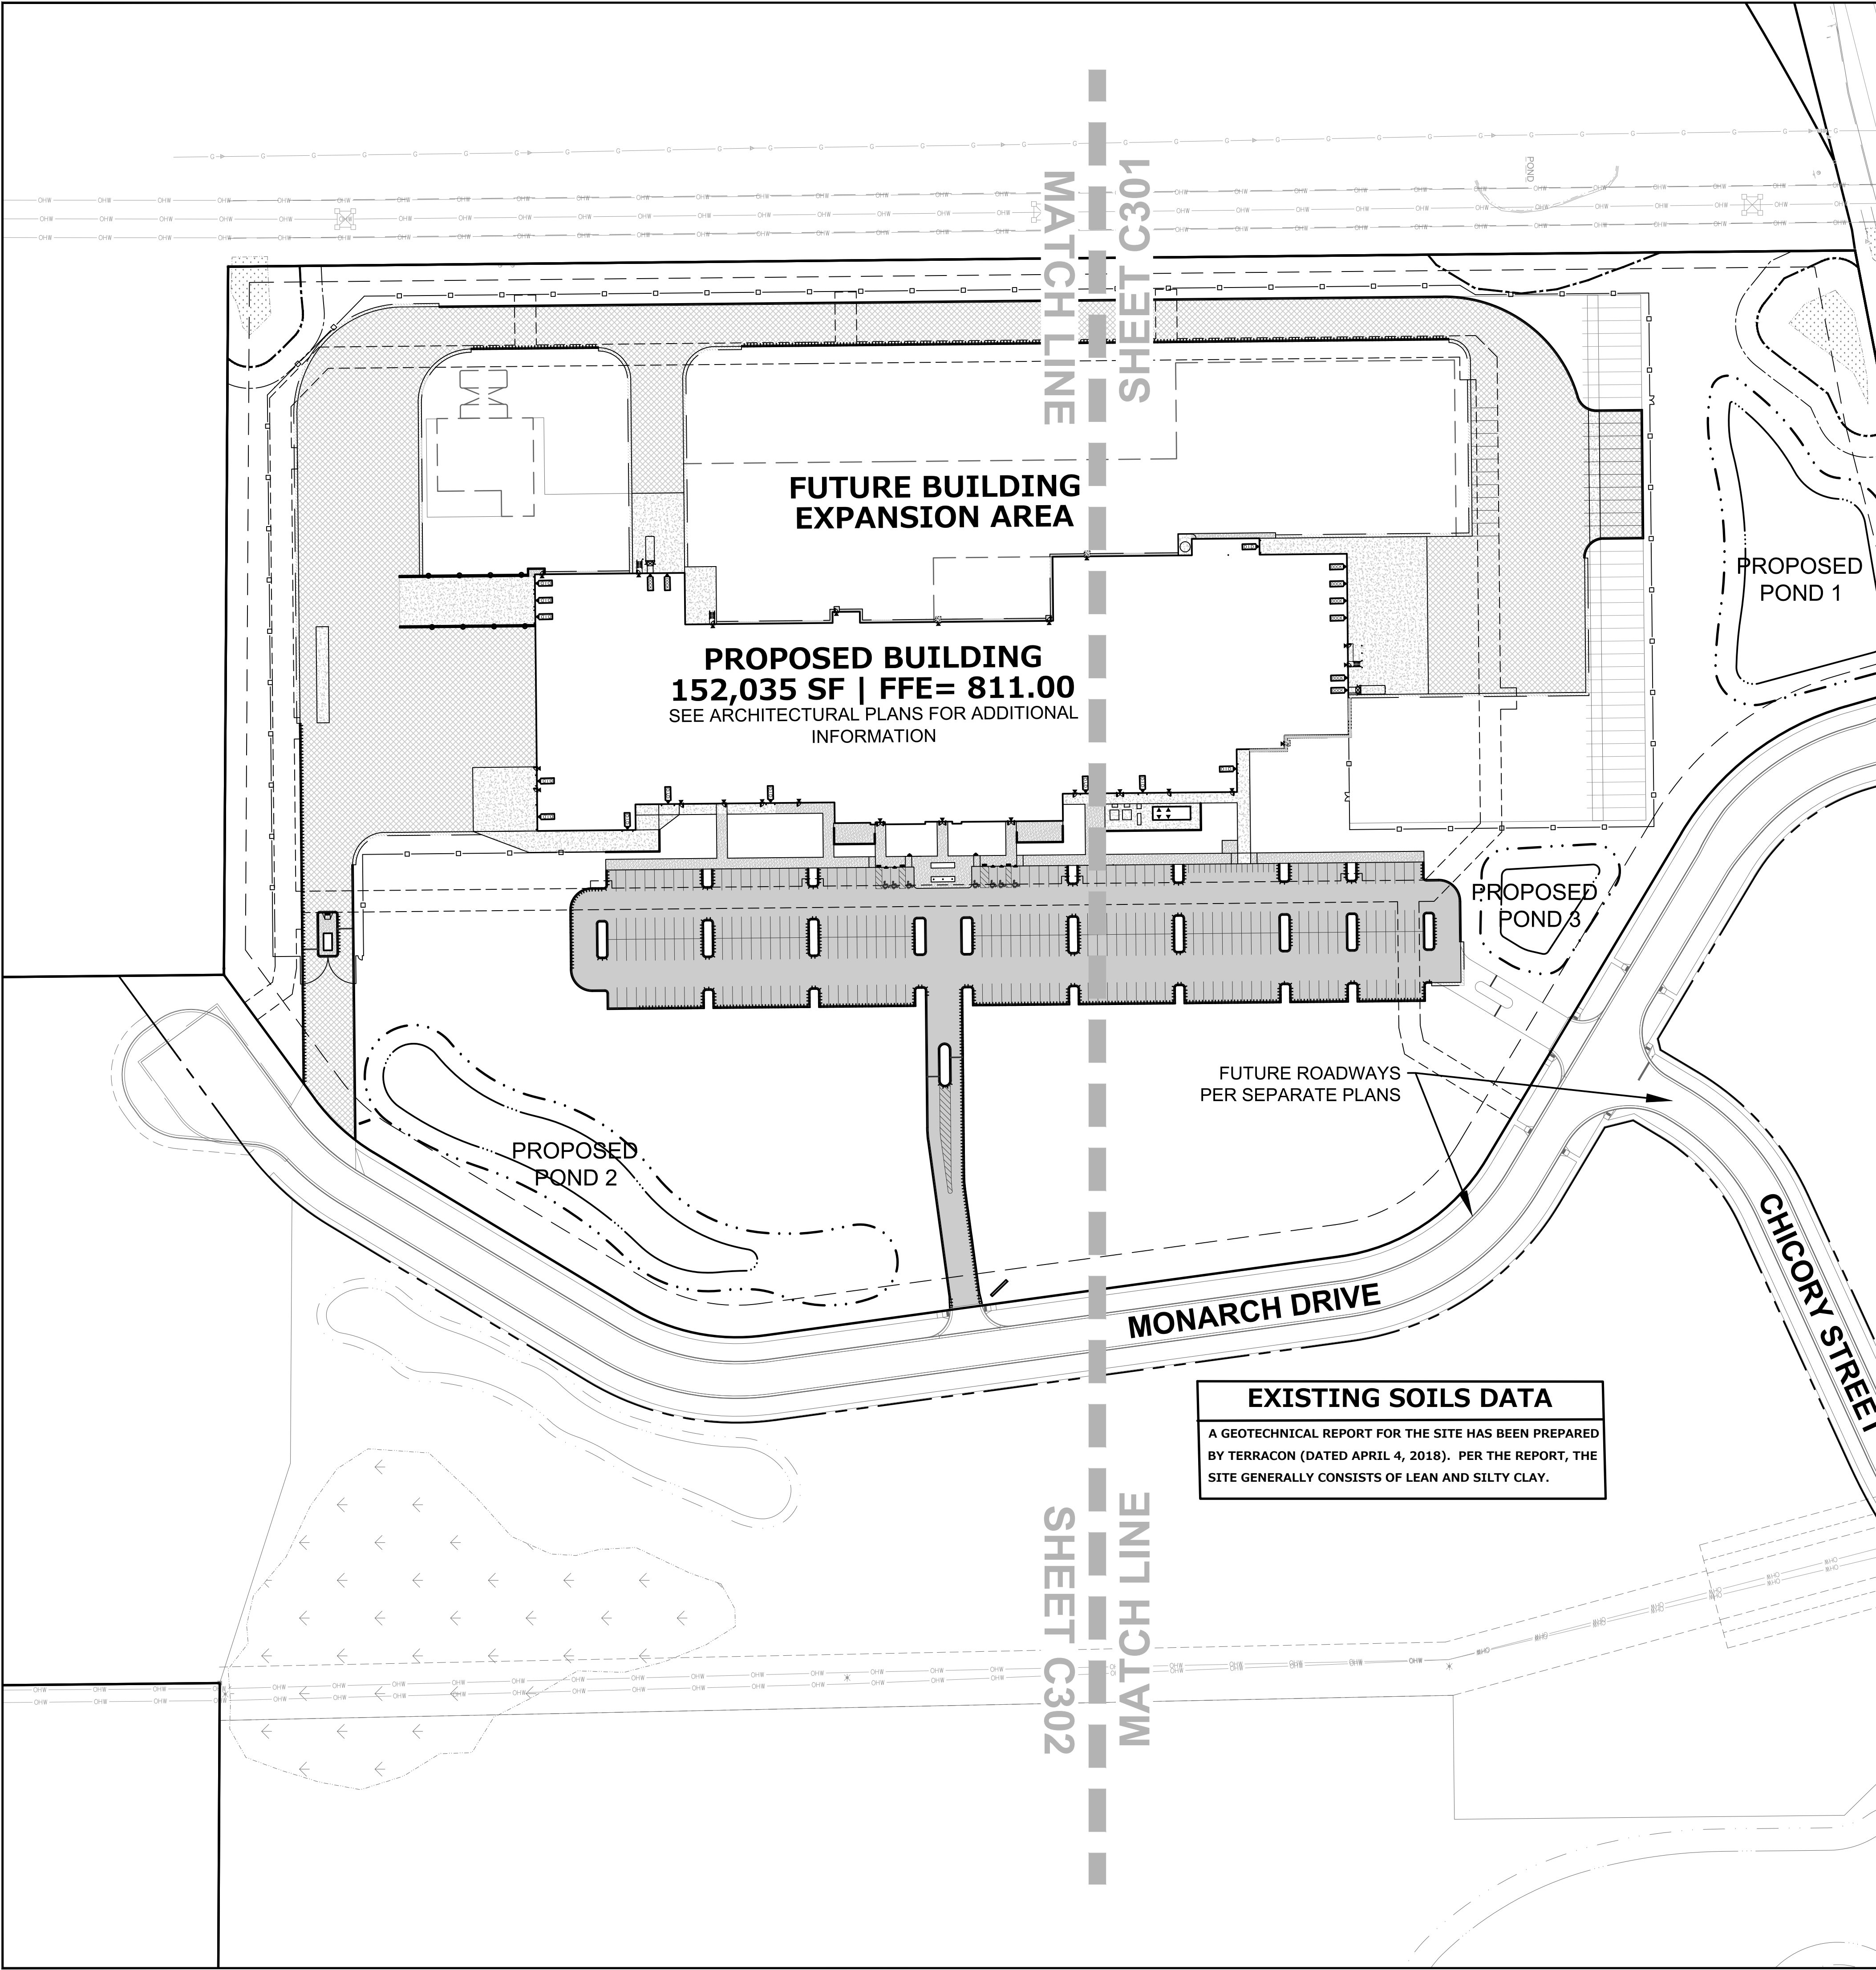 POND
MATCH LINE
SHEET C301
FUTURE BUILDING
EXPANSION AREA
PROPOSED
POND 1
PROPOSED BUILDING
152,035 SF | FFE= 811.00
SEE ARCHITECTURAL PLANS FOR ADDITIONAL
INFORMATION
PROPOSED
POND 3
FUTURE ROADWAYS
PER SEPARATE PLANS
PROPOSED
POND 2
CHICORY STREET
MONARCH DRIVE
EXISTING SOILS DATA
A GEOTECHNICAL REPORT FOR THE SITE HAS BEEN PREPARED
BY TERRACON (DATED APRIL 4, 2018). PER THE REPORT, THE
SITE GENERALLY CONSISTS OF LEAN AND SILTY CLAY.
SHEET C302
MATCH LINE